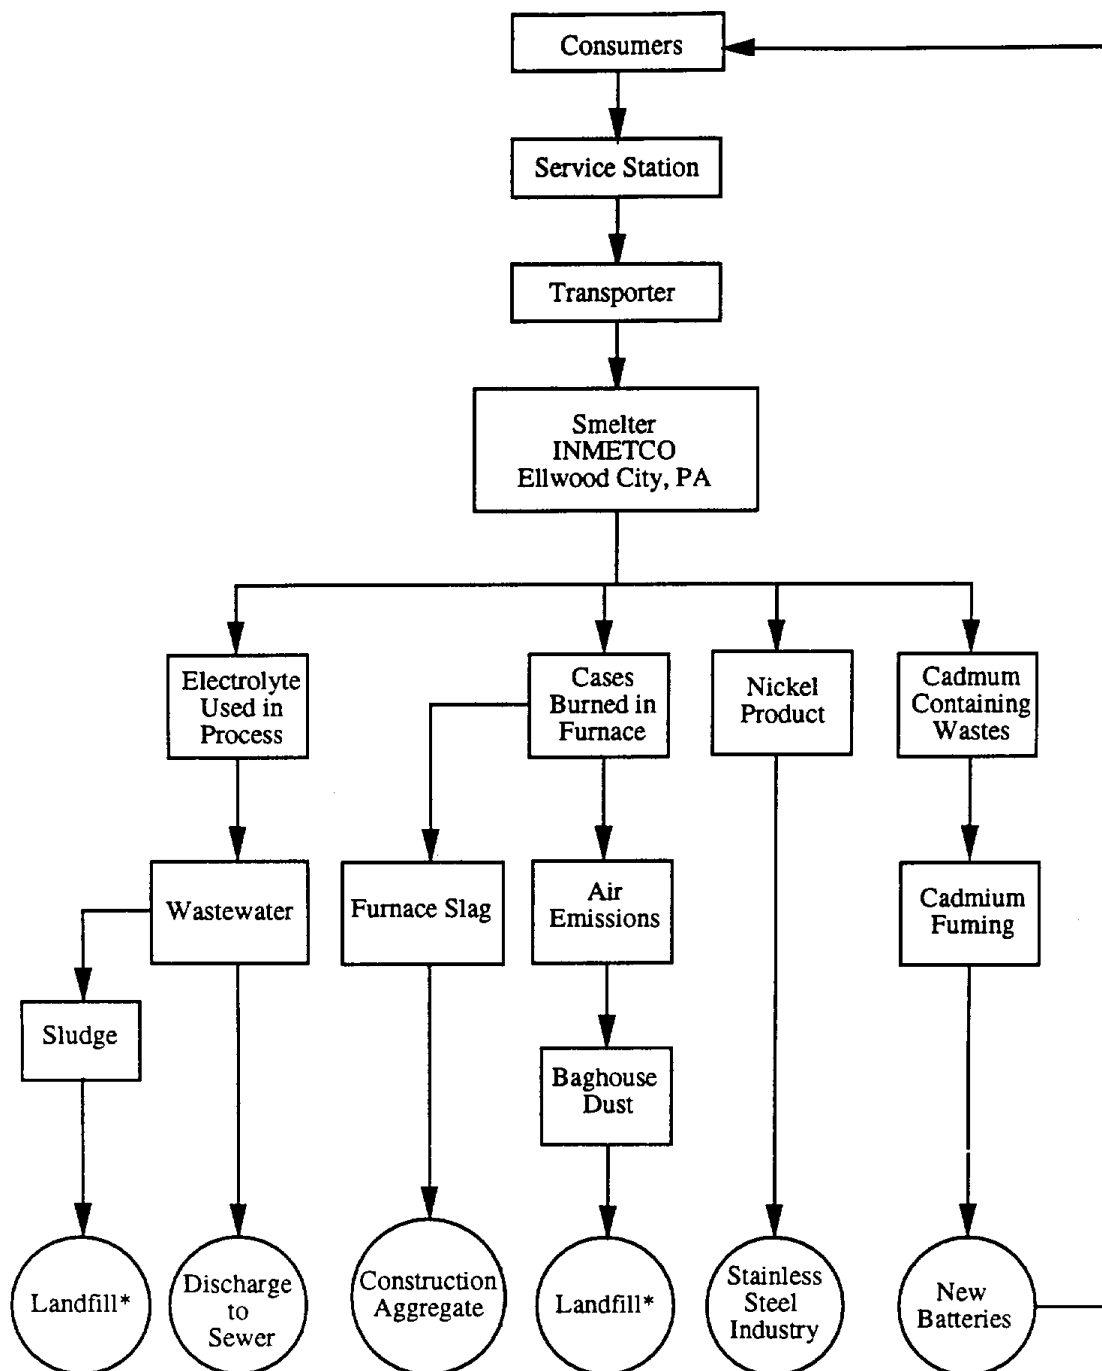 Consumers
Service Station
Transporter
Smelter
INMETCO
Ellwood City, PA
Electrolyte
Used in
Process
Cases
Burned in
Furnace
Nickel
Product
Cadmum
Containing
Wastes
Wastewater
Furnace Slag
Air
Emissions
Cadmium
Fuming
Sludge
Baghouse
Dust
Landfill*
Discharge
to
Sewer
Construction
Aggregate
Landfill*
Stainless
Steel
Industry
New
Batteries